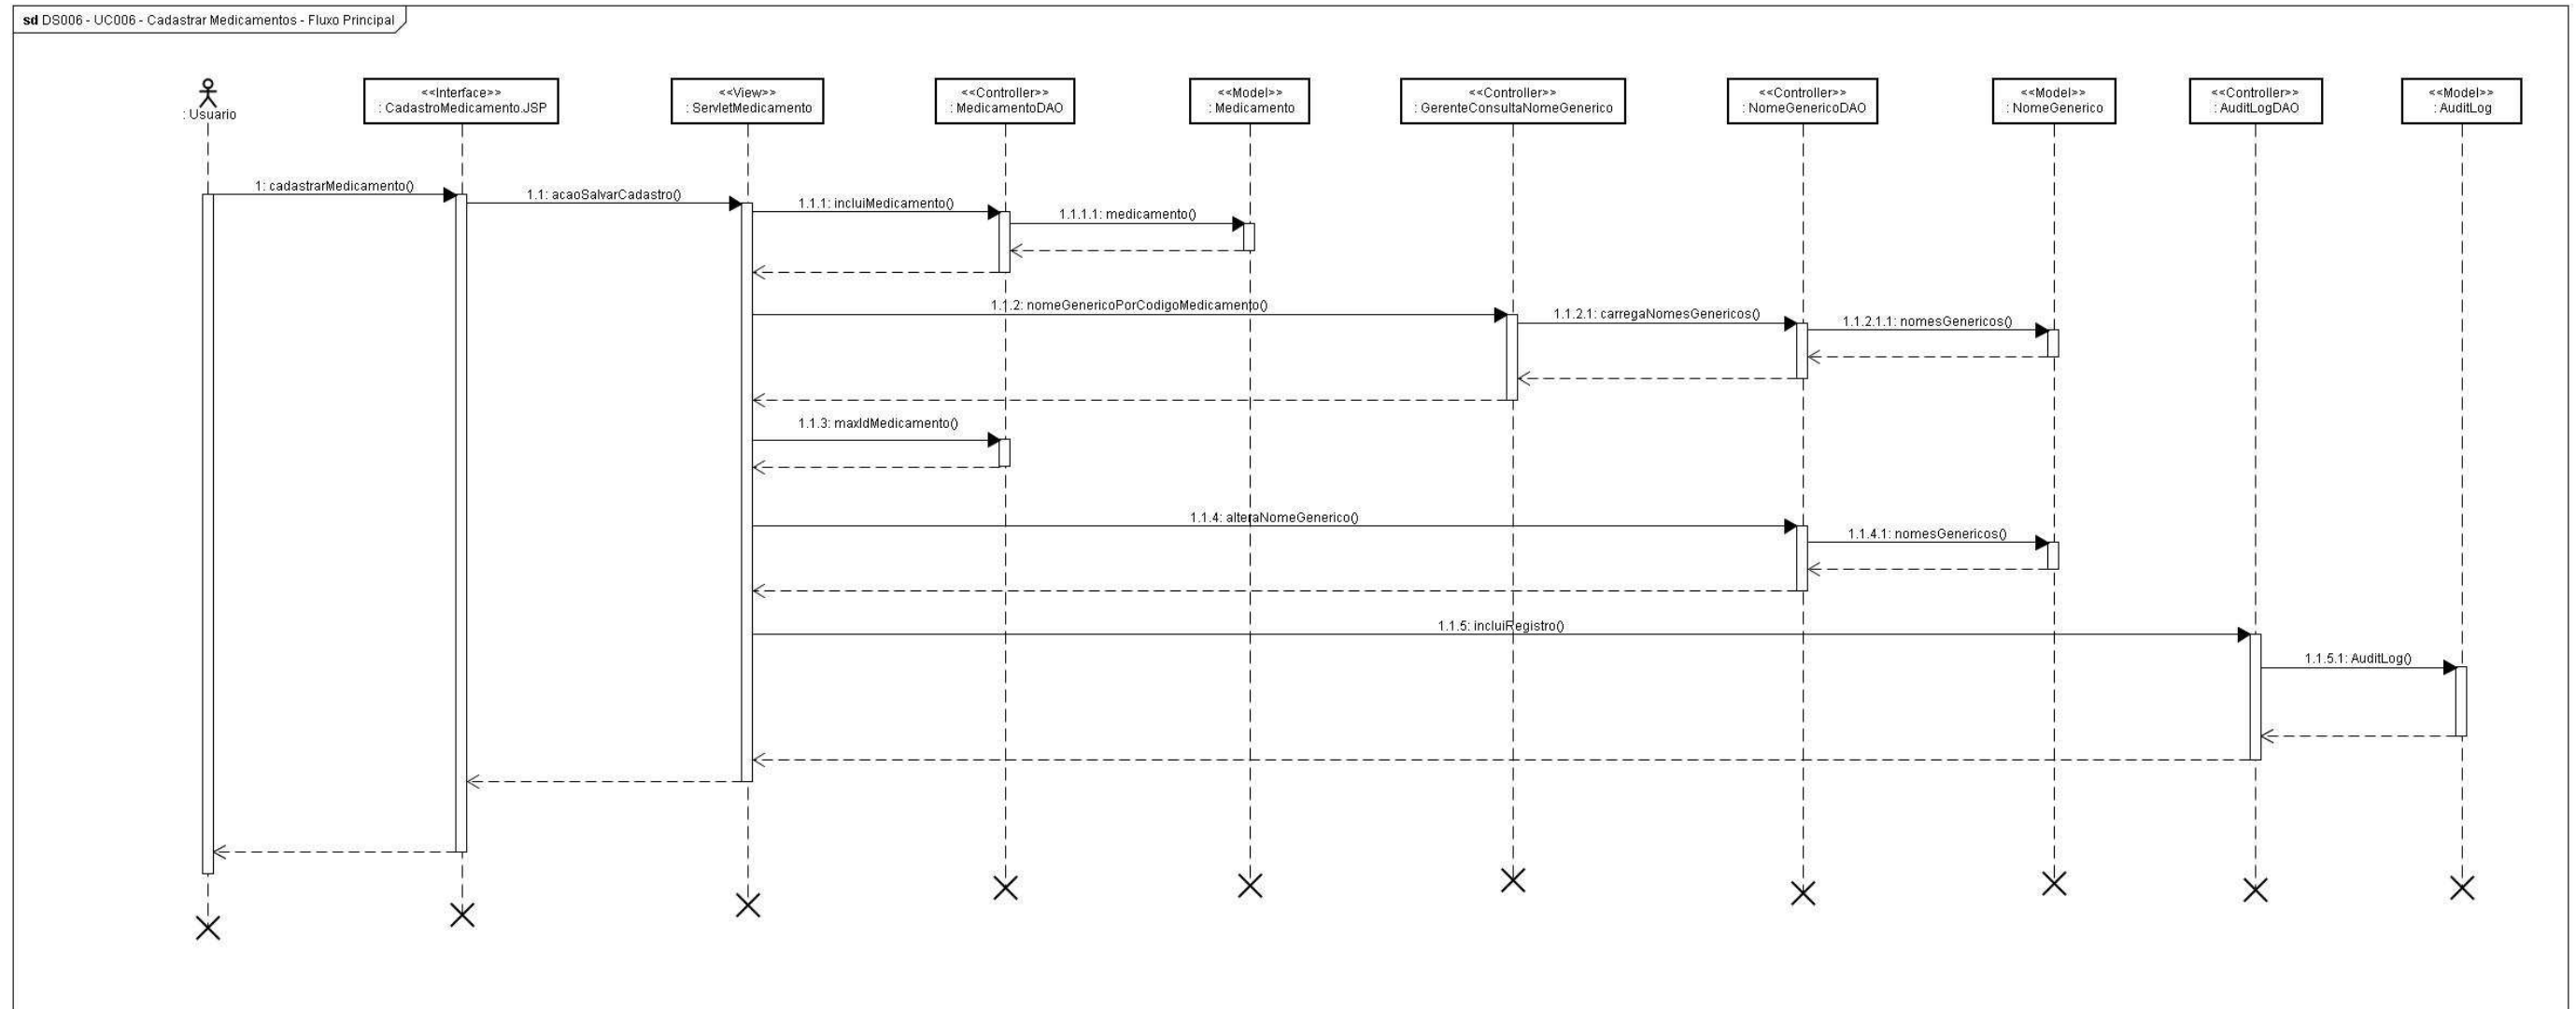 sd DS006 - UC006 - Cadastrar Medicamentos - Fluxo Principal
: Usuario
<<Interface>>
: CadastroMedicamento.JSP
<<View>>
: ServletMedicamento
<<Controller>>
: MedicamentoDAO
<<Model>>
: Medicamento
<<Controller>>
: GerenteConsultaNomeGenerico
<<Controller>>
: NomeGenericoDAO
<<Model>>
: NomeGenerico
<<Controller>>
: AuditLogDAO
<<Model>>
: AuditLog
1: cadastrarMedicamento()
1.1: acaoSalvarCadastro()
1.1.1: incluiMedicamento()
1.1.1.1: medicamento()
1.1.2: nomeGenericoPorCodigoMedicamento()
1.1.2.1: carregaNomesGenericos()
1.1.2.1.1: nomesGenericos()
1.1.3: maxIdMedicamento()
1.1.4: alteraNomeGenerico()
1.1.4.1: nomesGenericos()
1.1.5: incluiRegistro()
1.1.5.1: AuditLog()